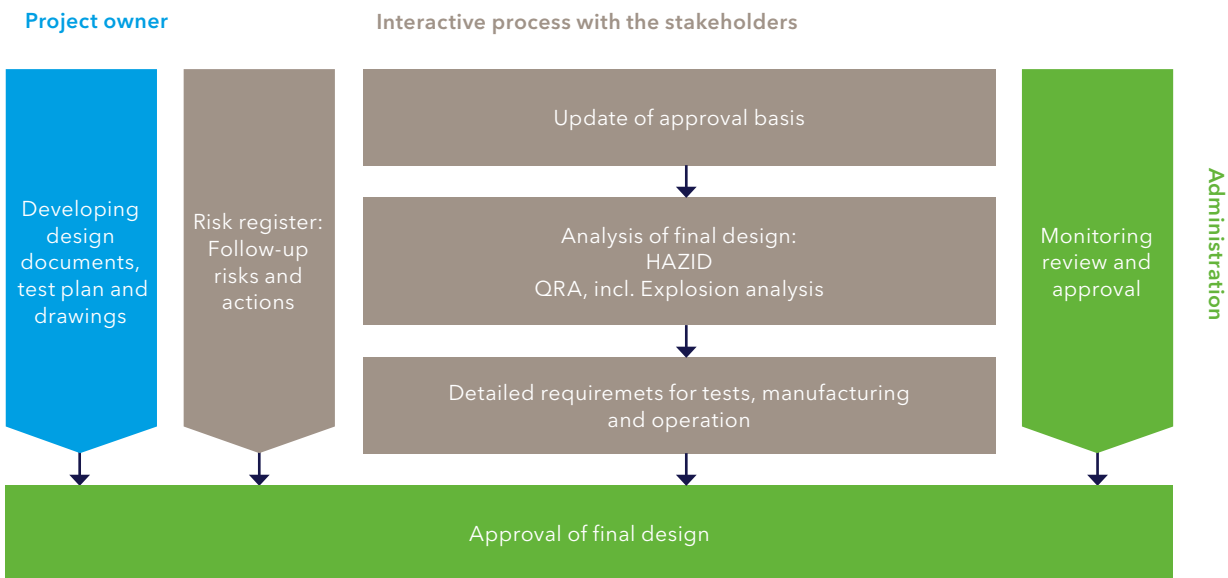 Project owner
Interactive process with the stakeholders
Developing
design
documents,
test plan and
drawings
Risk register:
Follow-up
risks and
actions
Update of approval basis
Analysis of final design:
HAZID
QRA, incl. Explosion analysis
Detailed requiremets for tests, manufacturing
and operation
Monitoring
review and
approval
Administration
Approval of final design